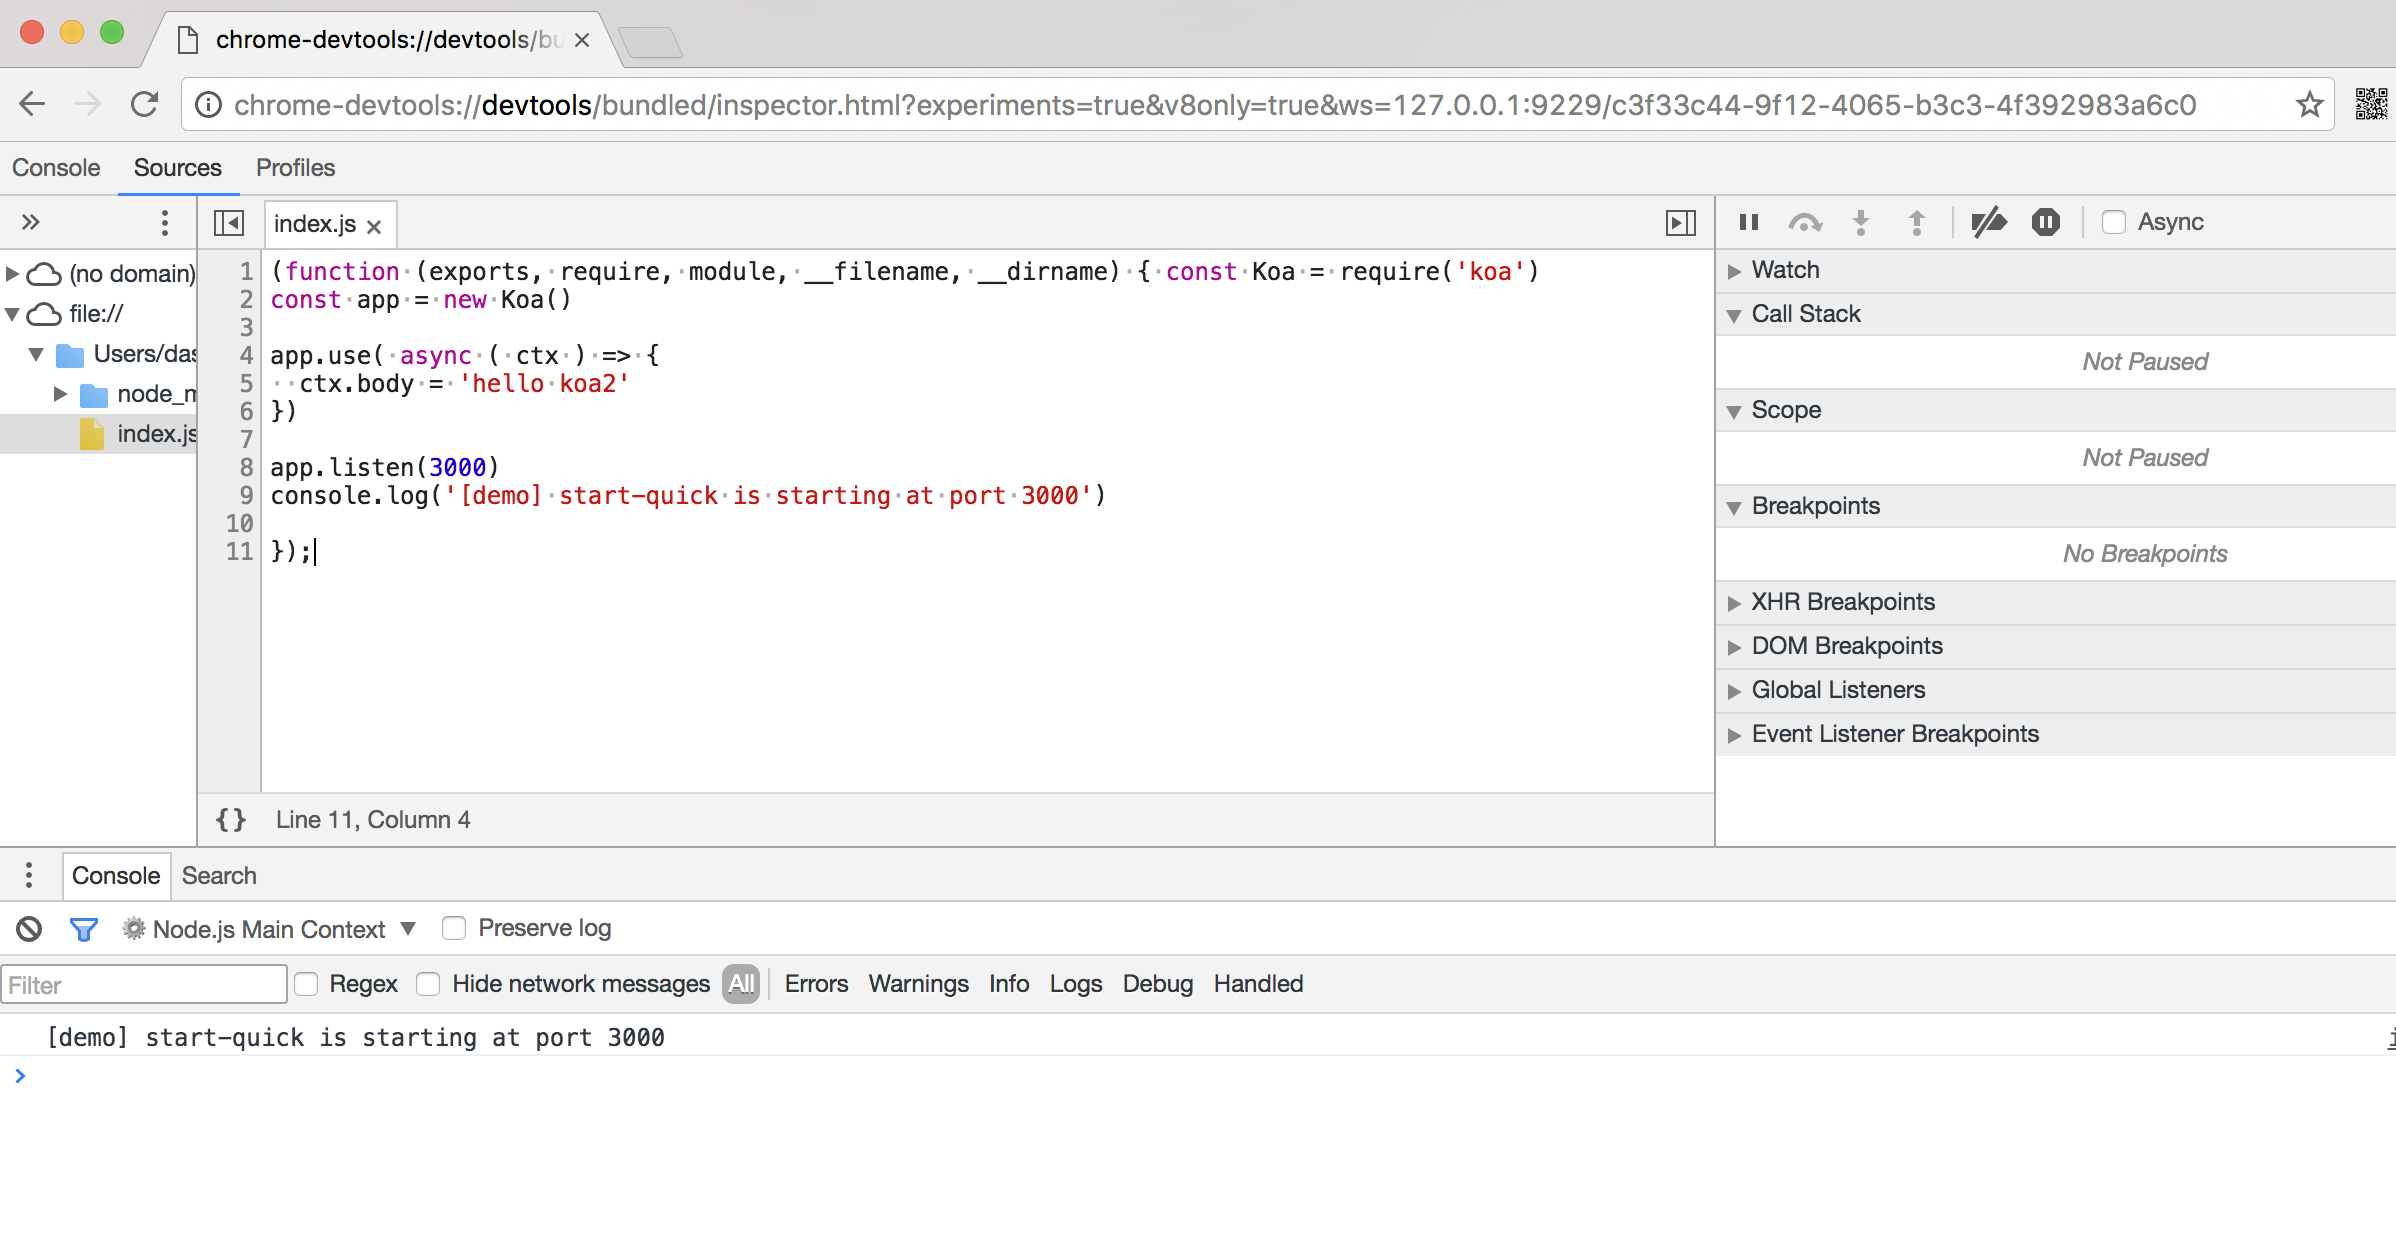 chrome-devtools://devtools/bu
chrome-devtools://devtools/bundled/inspector.html?experiments=true&v8only=true&ws=127.0.0.1:9229/c3f33c44-9f12-4065-b3c3-4f392983a6c0
Console Sources Profiles
index.js
Async
(no domain)
file://
Users/das
node_m
index.js
1 (function (exports, require, module, __filename, __dirname) { const Koa = require('koa')
2 const app = new Koa()
3
4 app.use( async ( ctx ) => {
5   ctx.body = 'hello koa2'
6 })
7
8 app.listen(3000)
9 console.log('[demo] start-quick is starting at port 3000')
10
11 });
{} Line 11, Column 4
Watch
Call Stack
Not Paused
Scope
Not Paused
Breakpoints
No Breakpoints
XHR Breakpoints
DOM Breakpoints
Global Listeners
Event Listener Breakpoints
Console Search
Node.js Main Context Preserve log
Filter Regex Hide network messages All Errors Warnings Info Logs Debug Handled
[demo] start-quick is starting at port 3000